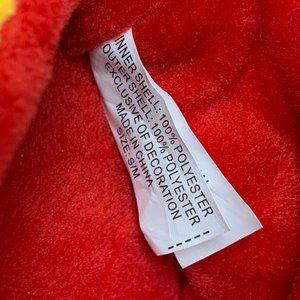 INNER SHELL: 100% POLYESTER
OUTER SHELL: 100% POLYESTER
EXCLUSIVE OF DECORATION
MADE IN CHINA
SIZE: S/M